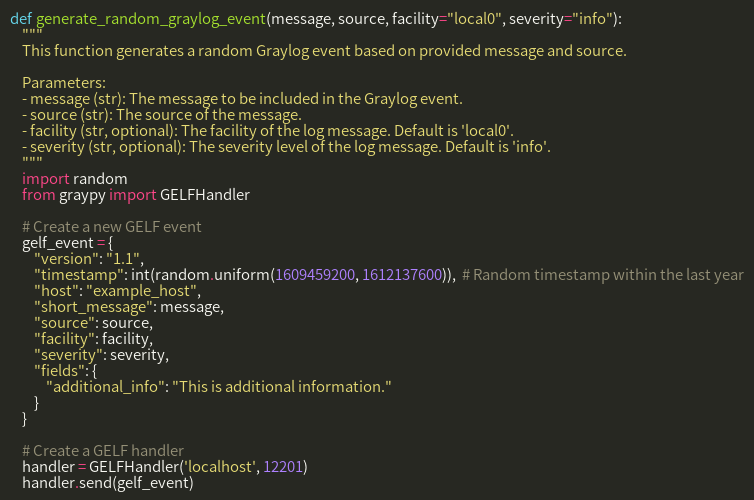 def generate_random_graylog_event(message, source, facility="local0", severity="info"):
    """
    This function generates a random Graylog event based on provided message and source.

    Parameters:
    - message (str): The message to be included in the Graylog event.
    - source (str): The source of the message.
    - facility (str, optional): The facility of the log message. Default is 'local0'.
    - severity (str, optional): The severity level of the log message. Default is 'info'.
    """
    import random
    from graypy import GELFHandler

    # Create a new GELF event
    gelf_event = {
        "version": "1.1",
        "timestamp": int(random.uniform(1609459200, 1612137600)),  # Random timestamp within the last year
        "host": "example_host",
        "short_message": message,
        "source": source,
        "facility": facility,
        "severity": severity,
        "fields": {
            "additional_info": "This is additional information."
        }
    }

    # Create a GELF handler
    handler = GELFHandler('localhost', 12201)
    handler.send(gelf_event)